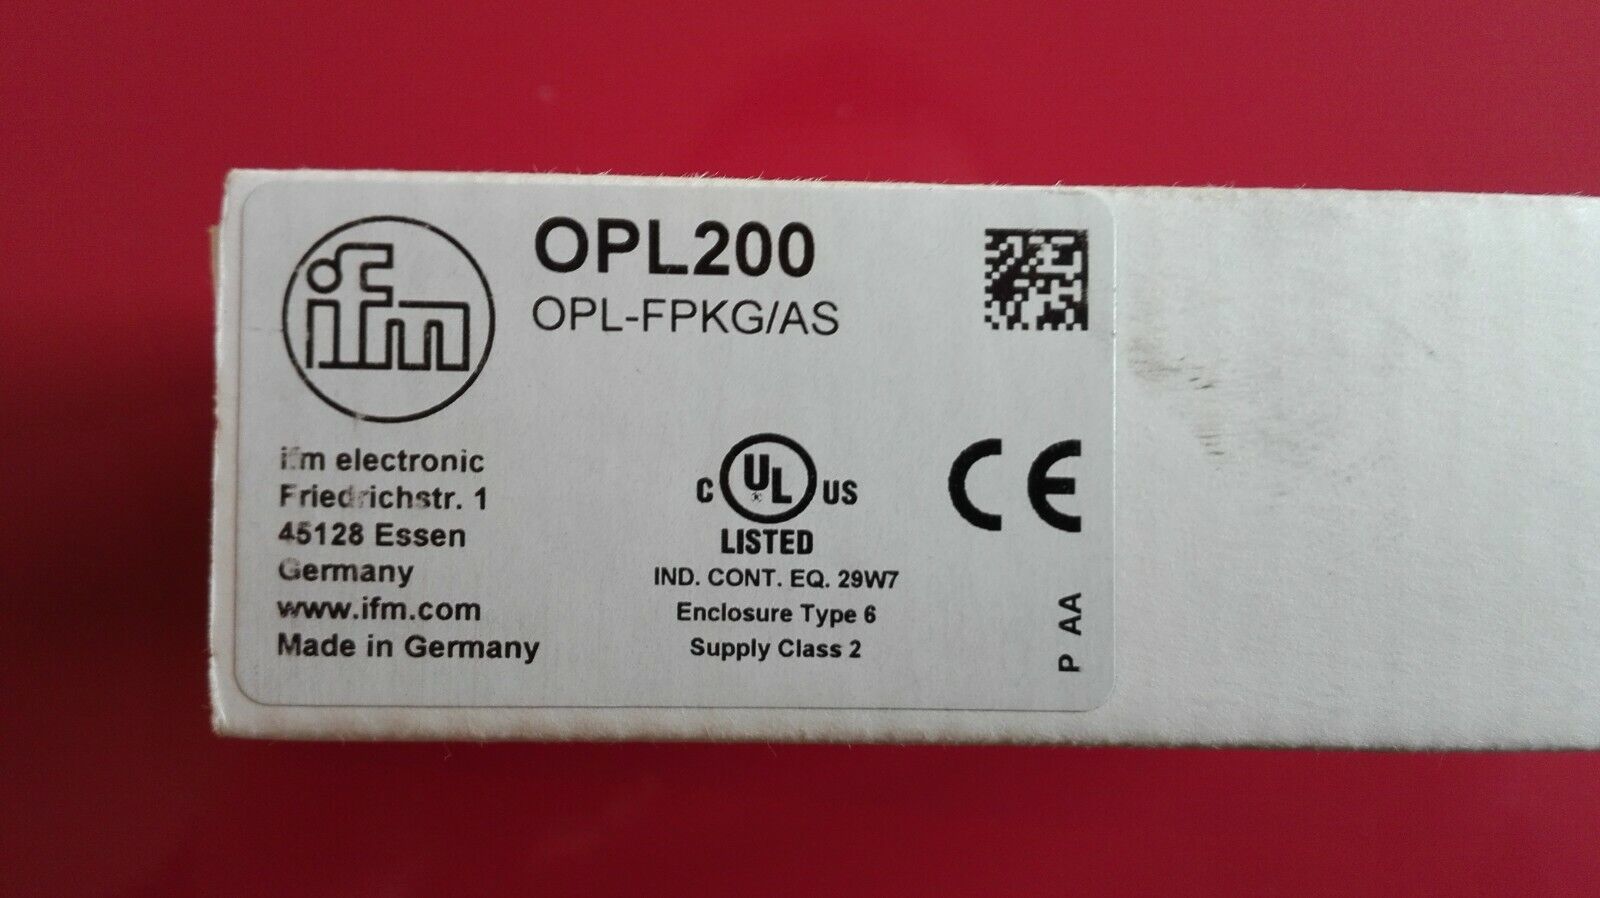 ifm
OPL200
OPL-FPKG/AS
ifm electronic
Friedrichstr. 1
45128 Essen
Germany
www.ifm.com
Made in Germany
C UL US
LISTED
IND. CONT. EQ. 29W7
Enclosure Type 6
Supply Class 2
CE
P AA